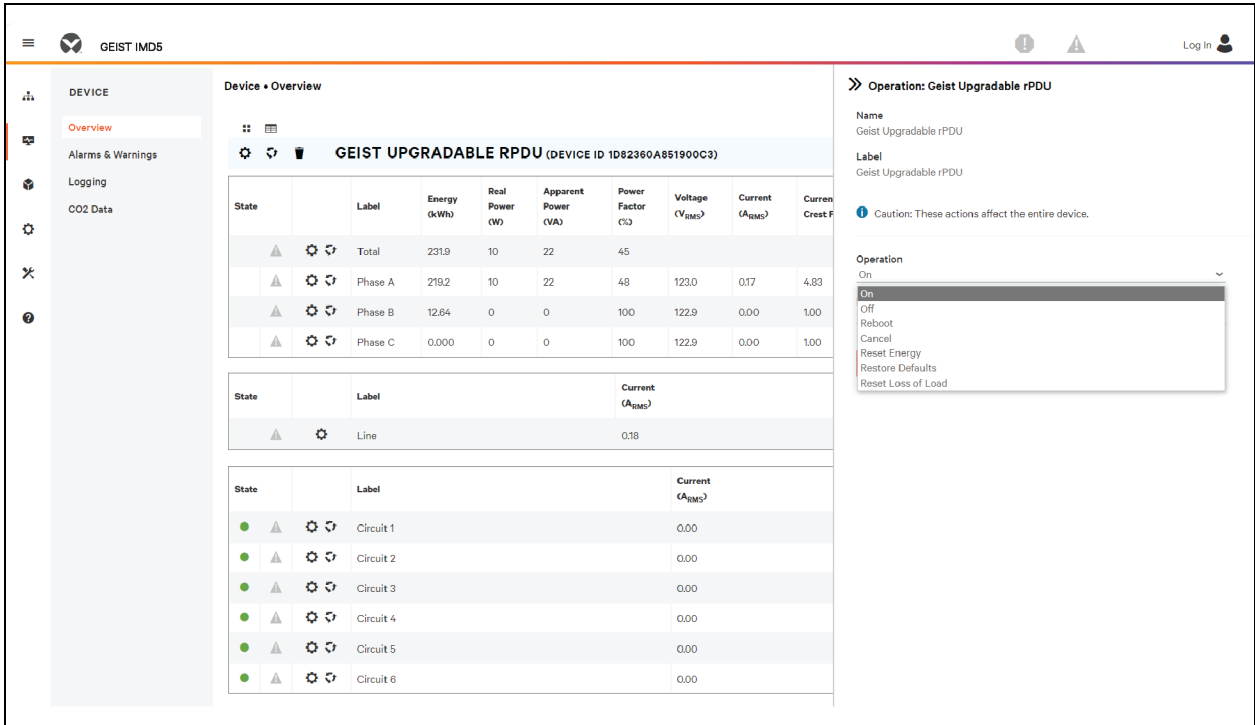 GEIST IMD5
Log In
DEVICE
Overview
Alarms & Warnings
Logging
CO2 Data
Device • Overview
GEIST UPGRADABLE RPDU (DEVICE ID 1D82360A851900C3)
State Label Energy (kWh) Real Power (W) Apparent Power (VA) Power Factor (%) Voltage (VRMS) Current (ARMS) Curren Crest F
Total 231.9 10 22 45
Phase A 219.2 10 22 48 123.0 0.17 4.83
Phase B 12.64 0 0 100 122.9 0.00 1.00
Phase C 0.000 0 0 100 122.9 0.00 1.00
State Label Current (ARMS)
Line 0.18
State Label Current (ARMS)
Circuit 1 0.00
Circuit 2 0.00
Circuit 3 0.00
Circuit 4 0.00
Circuit 5 0.00
Circuit 6 0.00
Operation: Geist Upgradable rPDU
Name
Geist Upgradable rPDU
Label
Geist Upgradable rPDU
Caution: These actions affect the entire device.
Operation
On
On
Off
Reboot
Cancel
Reset Energy
Restore Defaults
Reset Loss of Load